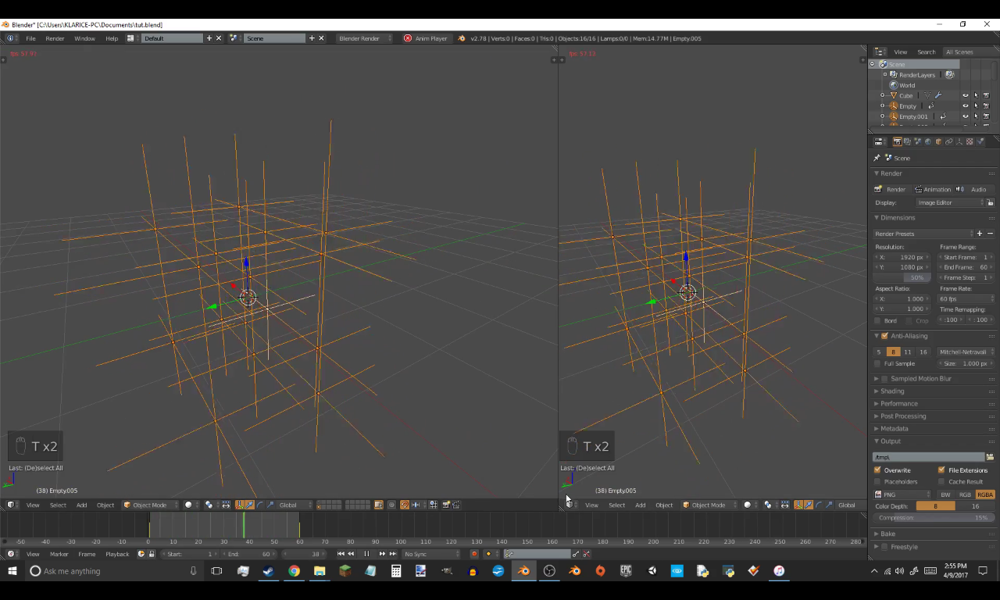 Blender* [C:\Users\KLARICE-PC\Documents\tut.blend]
File Render Window Help Default Scene Blender Render Anim Player v2.78 | Verts:0 | Faces:0 | Tris:0 | Objects:16/16 | Lamps:0/0 | Mem:14.77M | Empty.005
View Search All Scenes
Scene
RenderLayers
World
Cube
Empty
Empty.001
Scene
Render
Render Animation Audio
Display: Image Editor
Dimensions
Render Presets
Resolution: Frame Range:
X: 1920 px Start Frame: 1
Y: 1080 px End Frame: 60
50% Frame Step: 1
Aspect Ratio: Frame Rate:
X: 1.000 60 fps
Y: 1.000 Time Remapping:
Bord Crop :100 :100
Anti-Aliasing
5 8 11 16 Mitchell-Netravali
Full Sample Size: 1.000 px
Sampled Motion Blur
Shading
Performance
Post Processing
Metadata
Output
/tmp\
Overwrite File Extensions
Placeholders Cache Result
PNG BW RGB RGBA
Color Depth: 8 16
Compression: 15%
Bake
Freestyle
T x2
Last: (De)select All
(38) Empty.005
T x2
Last: (De)select All
(38) Empty.005
View Select Add Object Object Mode Global
View Select Add Object Object Mode Global
-50 -40 -30 -20 -10 0 10 20 30 40 50 60 70 80 90 100 110 120 130 140 150 160 170 180 190 200 210 220 230 240 250 260 270 280
View Marker Frame Playback Start: 1 End: 60 38 No Sync
Ask me anything
EPIC
2:55 PM
4/9/2017